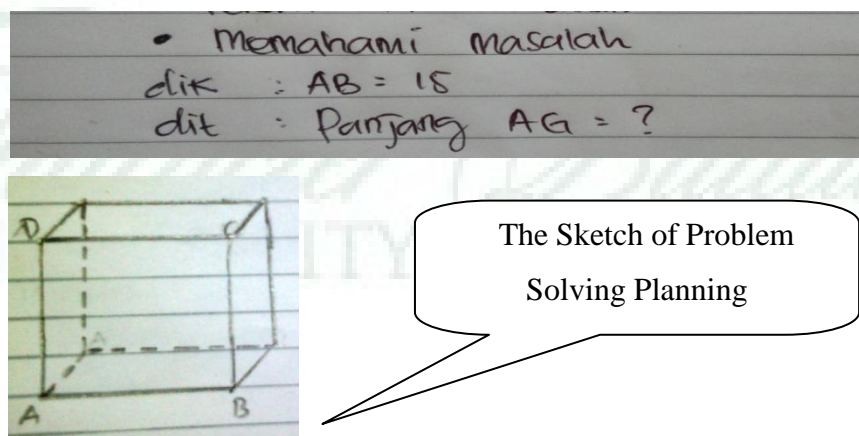 • Memahami masalah
dik : AB = 15
dit : Panjang AG = ?
D C
A B
The Sketch of Problem
Solving Planning